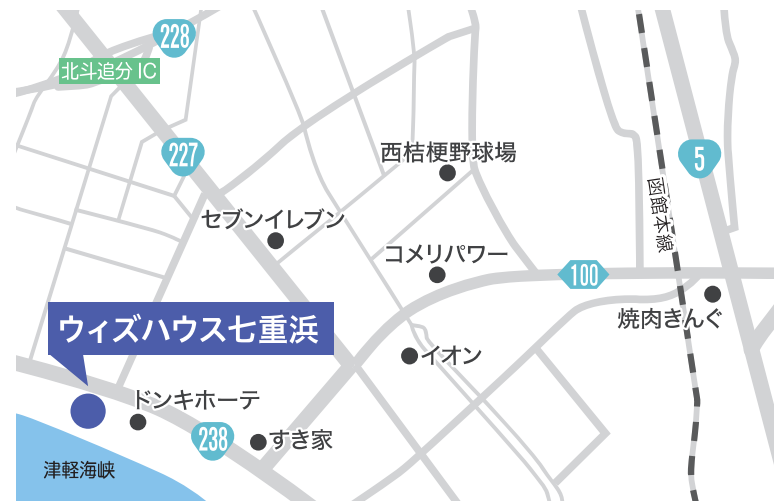 228
北斗追分 IC
227
西桔梗野球場
5
函館本線
セブンイレブン
コメリパワー
100
焼肉きんぐ
ウィズハウス七重浜
イオン
ドンキホーテ
238
すき家
津軽海峡